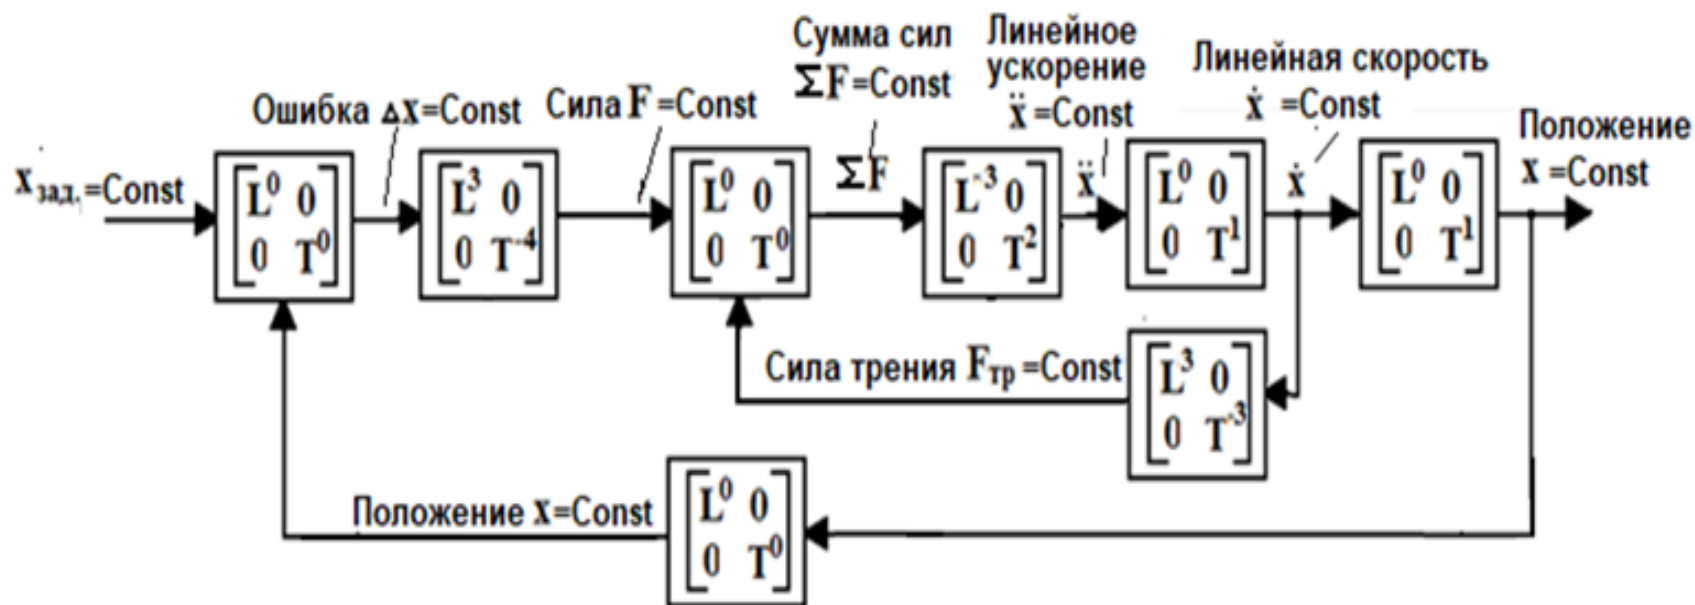 Сумма сил
ΣF=Const
Линейное
ускорение
ẍ=Const
Линейная скорость
ẋ =Const
Ошибка Δx=Const
Сила F=Const
Положение
x =Const
xзад.=Const
[L⁰ 0
0 T⁰]
[L³ 0
0 T⁻⁴]
[L⁰ 0
0 T⁰]
ΣF
[L⁻³ 0
0 T²]
ẍ
[L⁰ 0
0 T¹]
ẋ
[L⁰ 0
0 T¹]
Сила трения Fтр=Const
[L³ 0
0 T⁻³]
Положение x=Const
[L⁰ 0
0 T⁰]